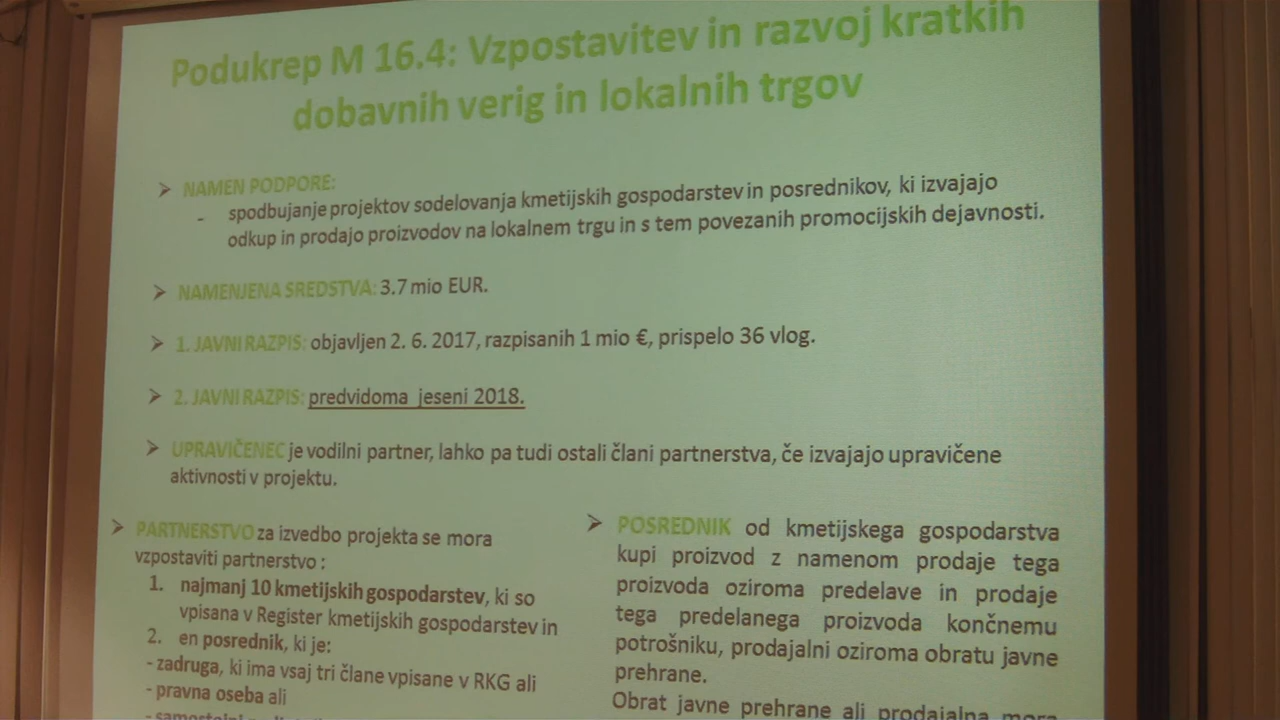 Podukrep M 16.4: Vzpostavitev in razvoj kratkih
dobavnih verig in lokalnih trgov
➢ NAMEN PODPORE:
- spodbujanje projektov sodelovanja kmetijskih gospodarstev in posrednikov, ki izvajajo
odkup in prodajo proizvodov na lokalnem trgu in s tem povezanih promocijskih dejavnosti.
➢ NAMENJENA SREDSTVA: 3.7 mio EUR.
➢ 1. JAVNI RAZPIS: objavljen 2. 6. 2017, razpisanih 1 mio €, prispelo 36 vlog.
➢ 2. JAVNI RAZPIS: predvidoma jeseni 2018.
➢ UPRAVIČENEC je vodilni partner, lahko pa tudi ostali člani partnerstva, če izvajajo upravičene
aktivnosti v projektu.
➢ PARTNERSTVO za izvedbo projekta se mora
vzpostaviti partnerstvo :
1. najmanj 10 kmetijskih gospodarstev, ki so
vpisana v Register kmetijskih gospodarstev in
2. en posrednik, ki je:
- zadruga, ki ima vsaj tri člane vpisane v RKG ali
- pravna oseba ali
➢ POSREDNIK od kmetijskega gospodarstva
kupi proizvod z namenom prodaje tega
proizvoda oziroma predelave in prodaje
tega predelanega proizvoda končnemu
potrošniku, prodajalni oziroma obratu javne
prehrane.
Obrat javne prehrane ali prodajalna mora